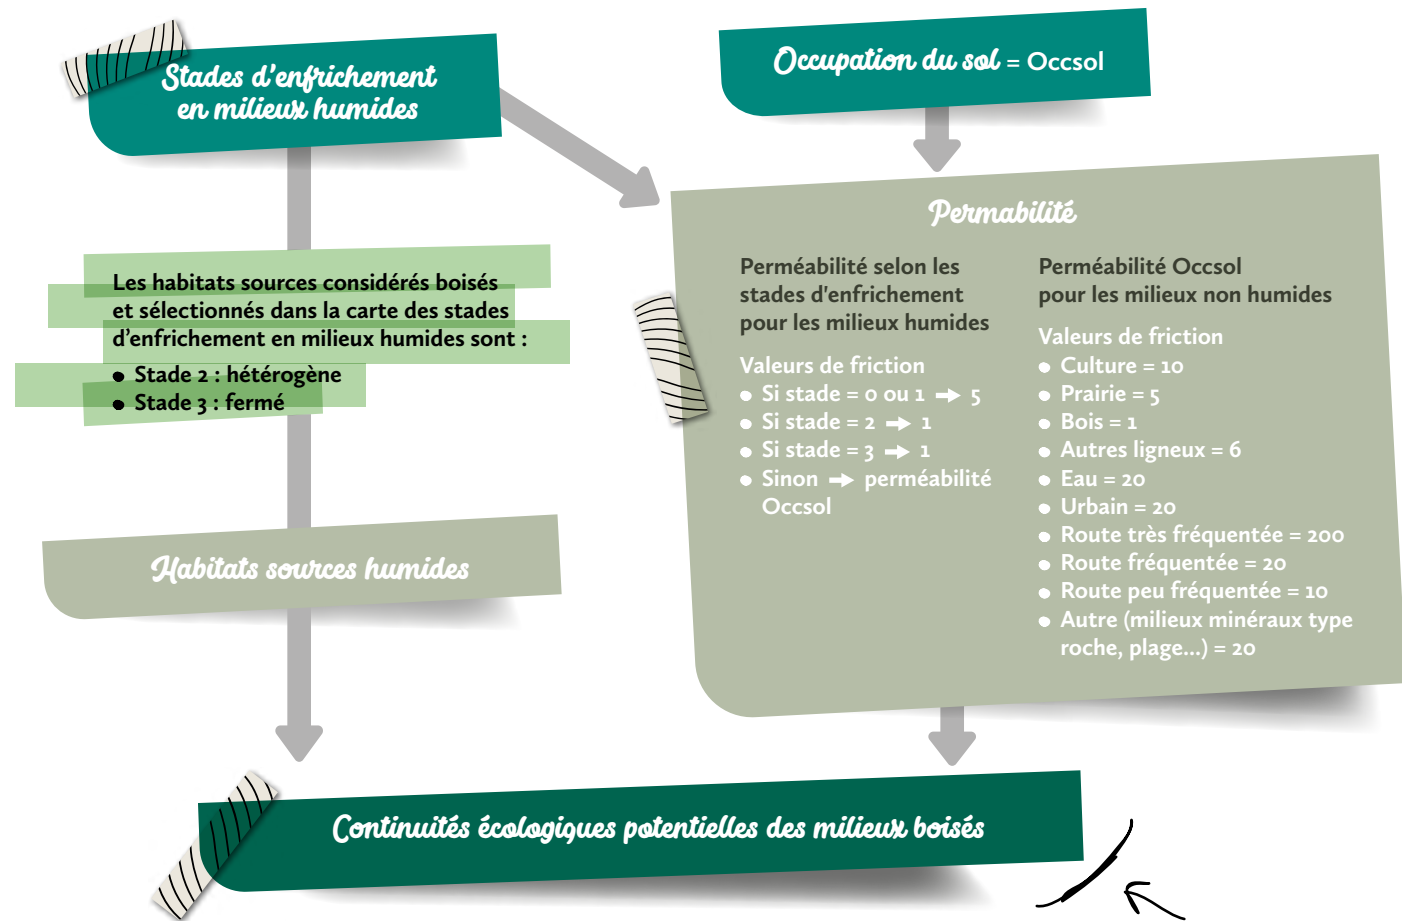 Stades d'enfrichement
en milieux humides
Occupation du sol = Occsol
Les habitats sources considérés boisés
et sélectionnés dans la carte des stades
d'enfrichement en milieux humides sont :
• Stade 2 : hétérogène
• Stade 3 : fermé
Habitats sources humides
Permabilité
Perméabilité selon les
stades d'enfrichement
pour les milieux humides
Valeurs de friction
• Si stade = 0 ou 1 → 5
• Si stade = 2 → 1
• Si stade = 3 → 1
• Sinon → perméabilité
Occsol
Perméabilité Occsol
pour les milieux non humides
Valeurs de friction
• Culture = 10
• Prairie = 5
• Bois = 1
• Autres ligneux = 6
• Eau = 20
• Urbain = 20
• Route très fréquentée = 200
• Route fréquentée = 20
• Route peu fréquentée = 10
• Autre (milieux minéraux type
roche, plage...) = 20
Continuités écologiques potentielles des milieux boisés